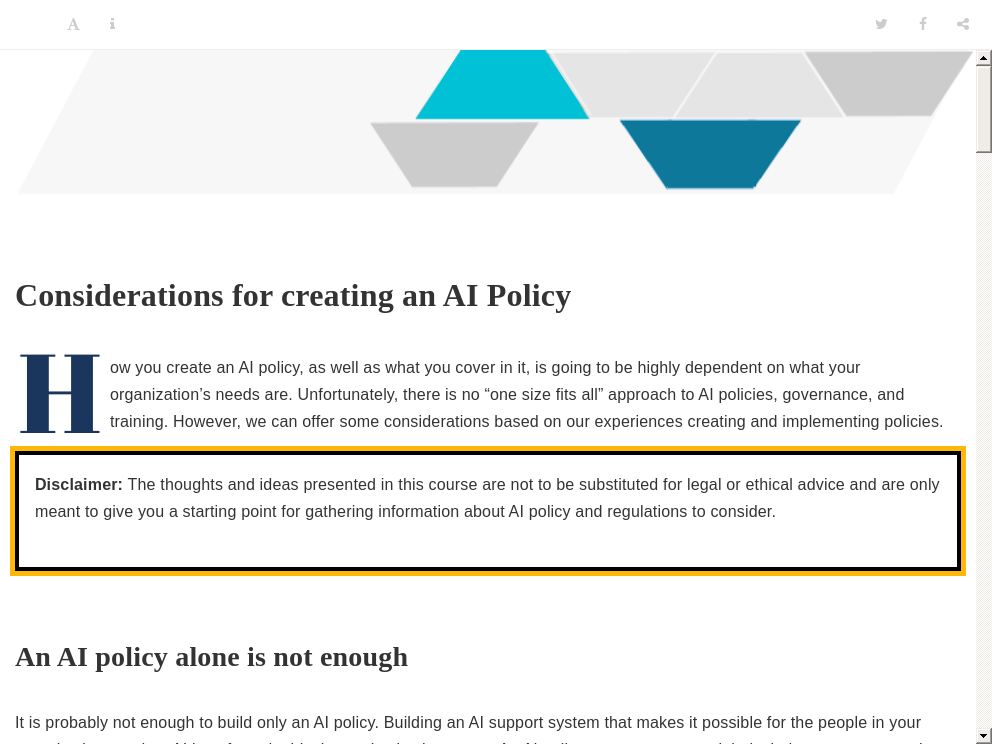 Considerations for creating an AI Policy
How you create an AI policy, as well as what you cover in it, is going to be highly dependent on what your
organization’s needs are. Unfortunately, there is no “one size fits all” approach to AI policies, governance, and
training. However, we can offer some considerations based on our experiences creating and implementing policies.
Disclaimer: The thoughts and ideas presented in this course are not to be substituted for legal or ethical advice and are only
meant to give you a starting point for gathering information about AI policy and regulations to consider.
An AI policy alone is not enough
It is probably not enough to build only an AI policy. Building an AI support system that makes it possible for the people in your